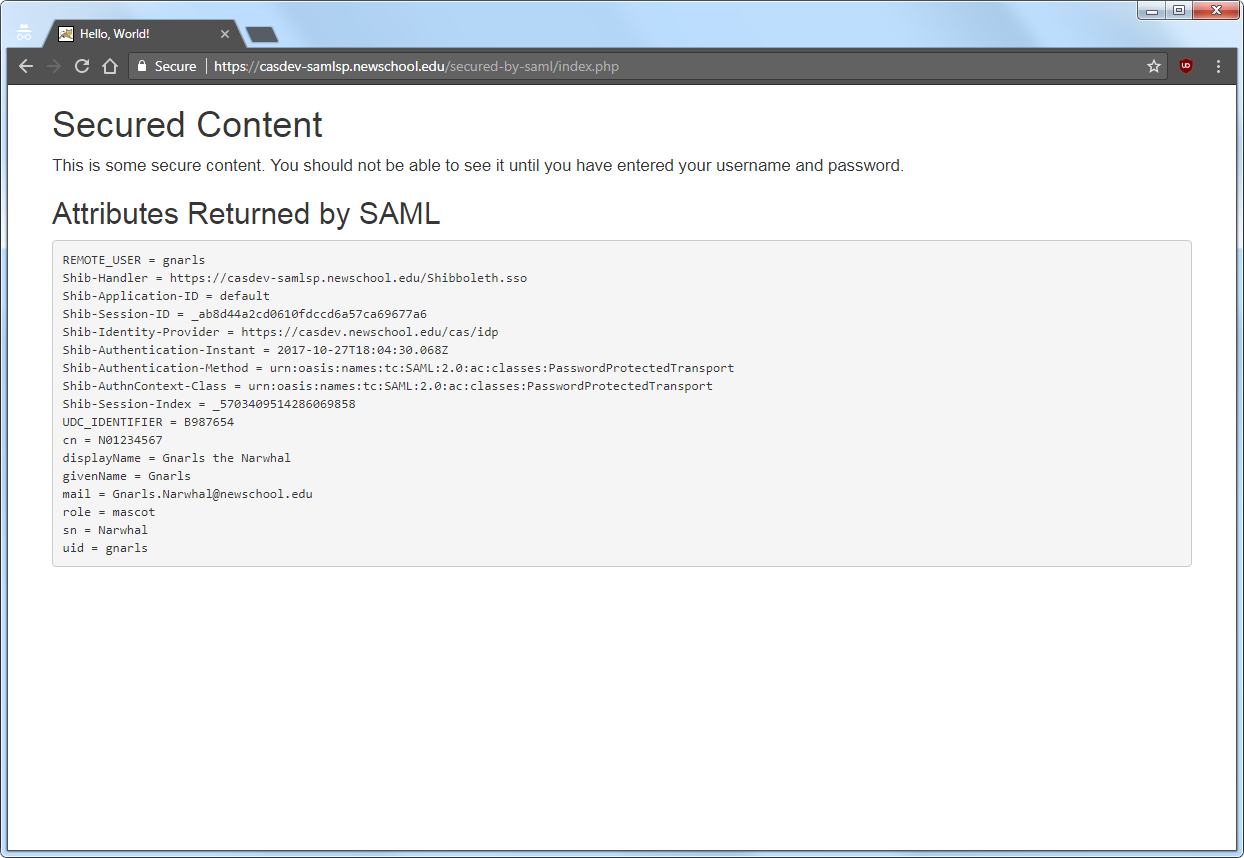 Hello, World!
Secure https://casdev-samlsp.newschool.edu/secured-by-saml/index.php
Secured Content
This is some secure content. You should not be able to see it until you have entered your username and password.
Attributes Returned by SAML
REMOTE_USER = gnarls
Shib-Handler = https://casdev-samlsp.newschool.edu/Shibboleth.sso
Shib-Application-ID = default
Shib-Session-ID = _ab8d44a2cd0610fdccd6a57ca69677a6
Shib-Identity-Provider = https://casdev.newschool.edu/cas/idp
Shib-Authentication-Instant = 2017-10-27T18:04:30.068Z
Shib-Authentication-Method = urn:oasis:names:tc:SAML:2.0:ac:classes:PasswordProtectedTransport
Shib-AuthnContext-Class = urn:oasis:names:tc:SAML:2.0:ac:classes:PasswordProtectedTransport
Shib-Session-Index = _5703409514286069858
UDC_IDENTIFIER = B987654
cn = N01234567
displayName = Gnarls the Narwhal
givenName = Gnarls
mail = Gnarls.Narwhal@newschool.edu
role = mascot
sn = Narwhal
uid = gnarls